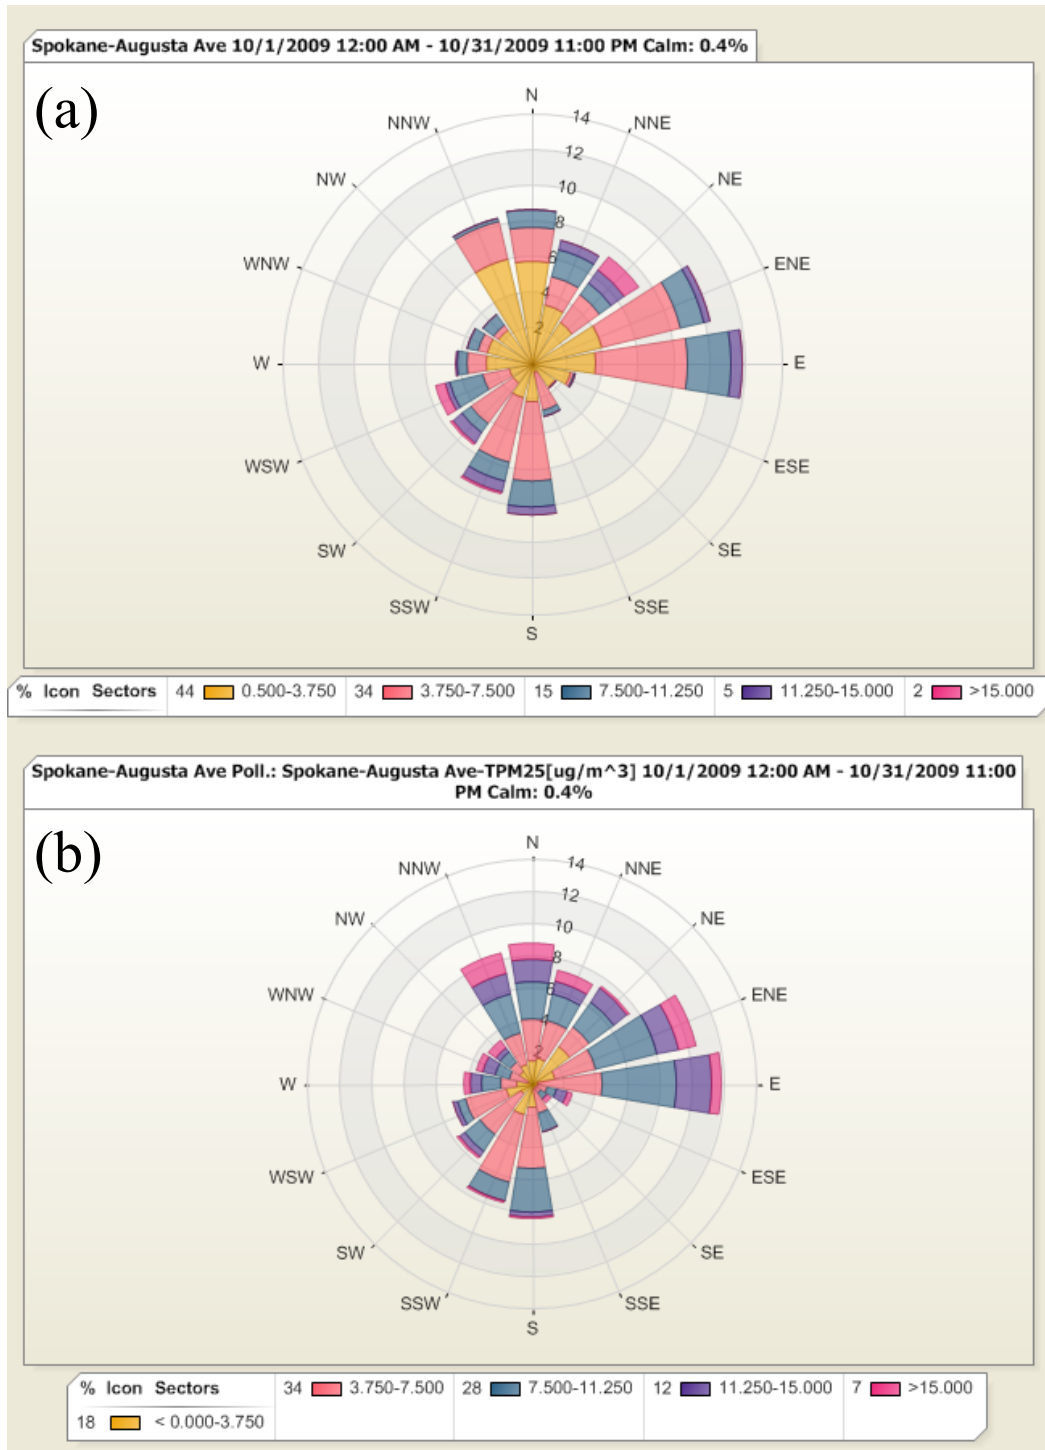 Spokane-Augusta Ave 10/1/2009 12:00 AM - 10/31/2009 11:00 PM Calm: 0.4%
(a)
N
14
NNW
NNE
12
NW
10
NE
8
WNW
6
ENE
4
2
W
E
WSW
ESE
SW
SE
SSW
SSE
S
% Icon Sectors 44 0.500-3.750 34 3.750-7.500 15 7.500-11.250 5 11.250-15.000 2 >15.000
Spokane-Augusta Ave Poll.: Spokane-Augusta Ave-TPM25[ug/m^3] 10/1/2009 12:00 AM - 10/31/2009 11:00
PM Calm: 0.4%
(b)
N
14
NNW
NNE
12
NW
10
NE
8
WNW
6
ENE
4
2
W
E
WSW
ESE
SW
SE
SSW
SSE
S
% Icon Sectors 34 3.750-7.500 28 7.500-11.250 12 11.250-15.000 7 >15.000
18 < 0.000-3.750